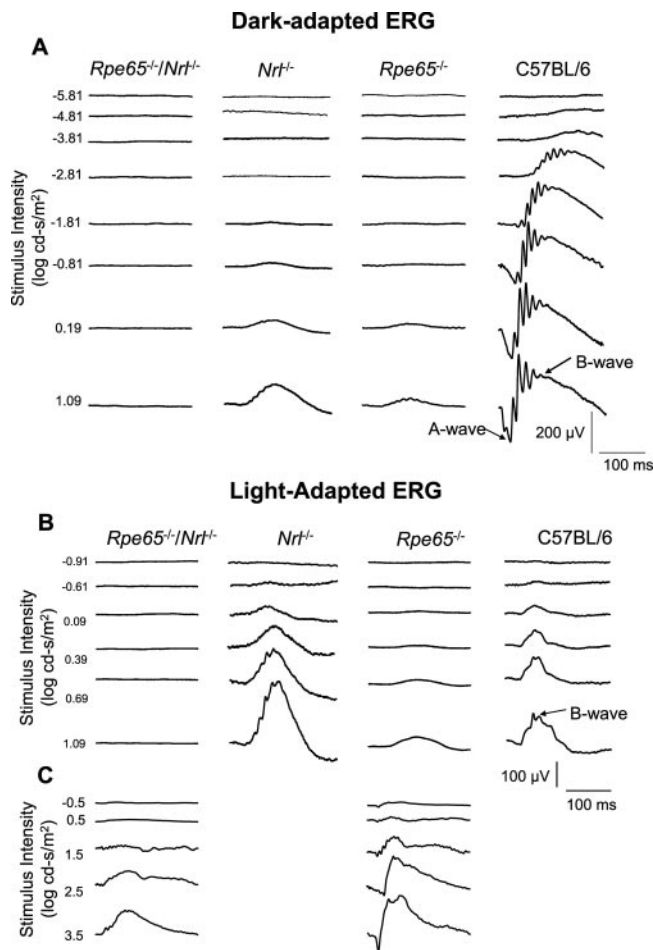 Dark-adapted ERG
A
Rpe65-/-/Nrl-/- Nrl-/- Rpe65-/- C57BL/6
Stimulus Intensity
(log cd-s/m²)
-5.81
-4.81
-3.81
-2.81
-1.81
-0.81
0.19
1.09
B-wave
A-wave
200 µV
100 ms
Light-Adapted ERG
B
Rpe65-/-/Nrl-/- Nrl-/- Rpe65-/- C57BL/6
Stimulus Intensity
(log cd-s/m²)
-0.91
-0.61
0.09
0.39
0.69
1.09
B-wave
100 µV
100 ms
C
Stimulus Intensity
(log cd-s/m²)
-0.5
0.5
1.5
2.5
3.5